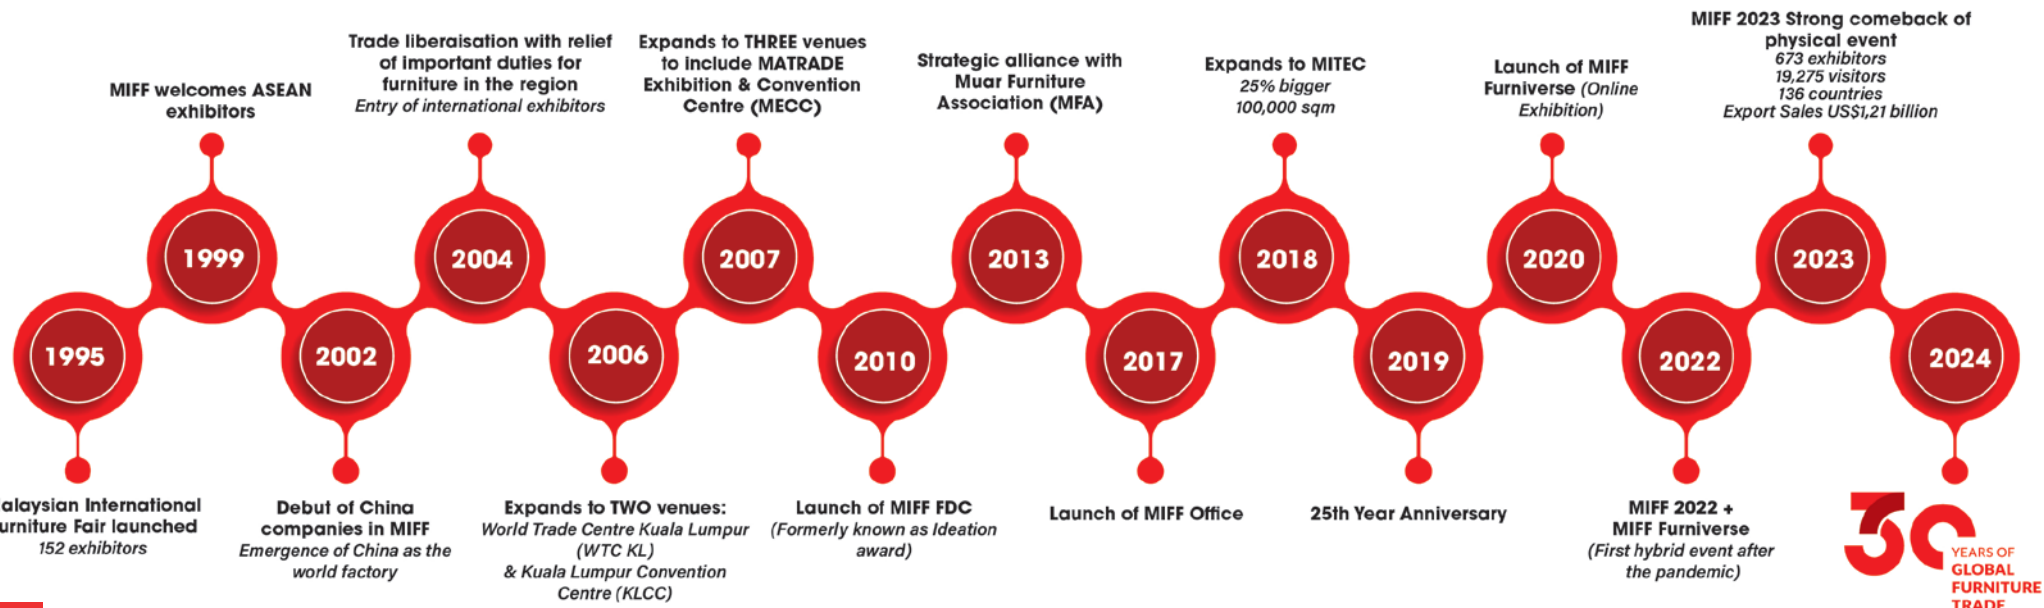 MIFF welcomes ASEAN
exhibitors
Trade liberaisation with relief
of important duties for
furniture in the region
Entry of international exhibitors
Expands to THREE venues
to include MATRADE
Exhibition & Convention
Centre (MECC)
Strategic alliance with
Muar Furniture
Association (MFA)
Expands to MITEC
25% bigger
100,000 sqm
Launch of MIFF
Furniverse (Online
Exhibition)
MIFF 2023 Strong comeback of
physical event
673 exhibitors
19,275 visitors
136 countries
Export Sales US$1,21 billion
1999
2004
2007
2013
2018
2020
2023
1995
2002
2006
2010
2017
2019
2022
2024
alaysian International
urniture Fair launched
152 exhibitors
Debut of China
companies in MIFF
Emergence of China as the
world factory
Expands to TWO venues:
World Trade Centre Kuala Lumpur
(WTC KL)
& Kuala Lumpur Convention
Centre (KLCC)
Launch of MIFF FDC
(Formerly known as Ideation
award)
Launch of MIFF Office
25th Year Anniversary
MIFF 2022 +
MIFF Furniverse
(First hybrid event after
the pandemic)
30
YEARS OF
GLOBAL
FURNITURE
TRADE